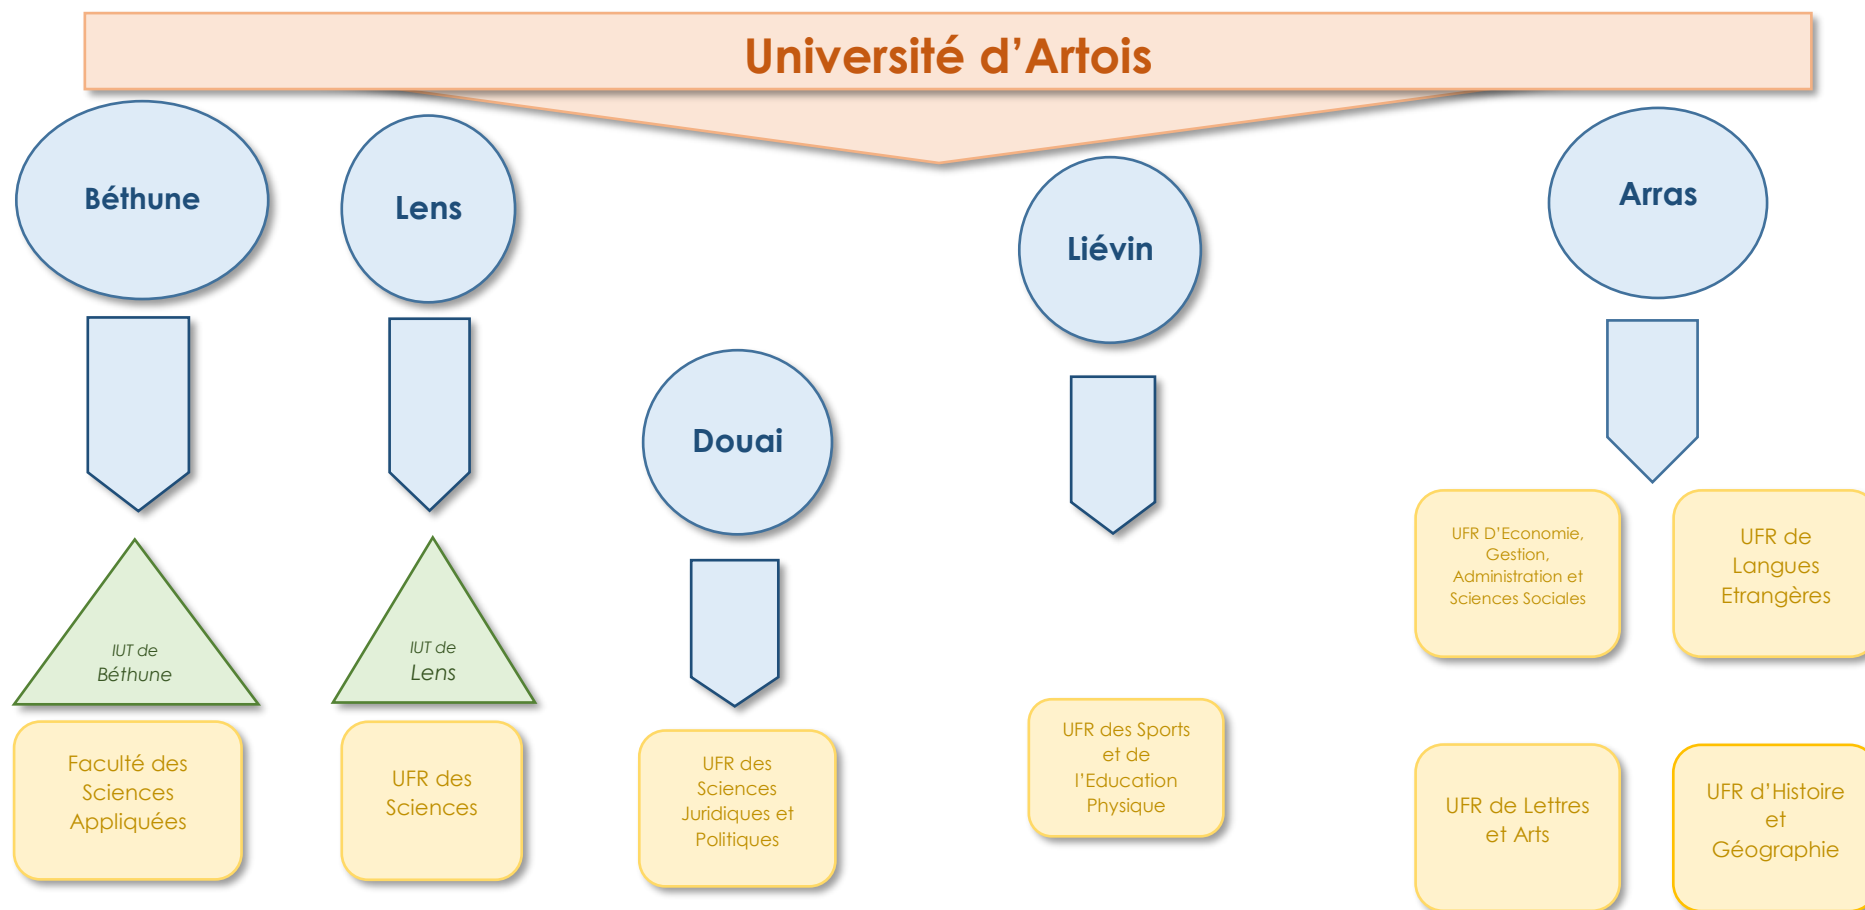 Université d'Artois
Béthune
Lens
Liévin
Arras
Douai
IUT de
Béthune
IUT de
Lens
Faculté des
Sciences
Appliquées
UFR des
Sciences
UFR des
Sciences
Juridiques et
Politiques
UFR des Sports
et de
l'Education
Physique
UFR D'Economie,
Gestion,
Administration et
Sciences Sociales
UFR de
Langues
Etrangères
UFR de Lettres
et Arts
UFR d'Histoire
et
Géographie